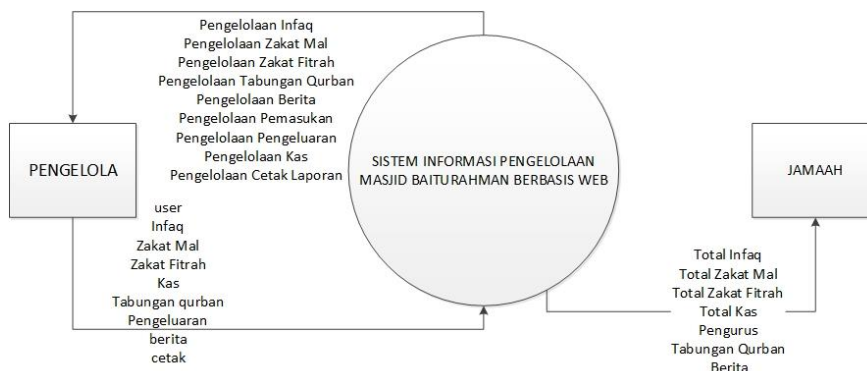 Pengelolaan Infaq
Pengelolaan Zakat Mal
Pengelolaan Zakat Fitrah
Pengelolaan Tabungan Qurban
Pengelolaan Berita
Pengelolaan Pemasukan
Pengelolaan Pengeluaran
Pengelolaan Kas
Pengelolaan Cetak Laporan
PENGELOLA
SISTEM INFORMASI PENGELOLAAN
MASJID BAITURAHMAN BERBASIS WEB
JAMAAH
user
Infaq
Zakat Mal
Zakat Fitrah
Kas
Tabungan qurban
Pengeluaran
berita
cetak
Total Infaq
Total Zakat Mal
Total Zakat Fitrah
Total Kas
Pengurus
Tabungan Qurban
Berita